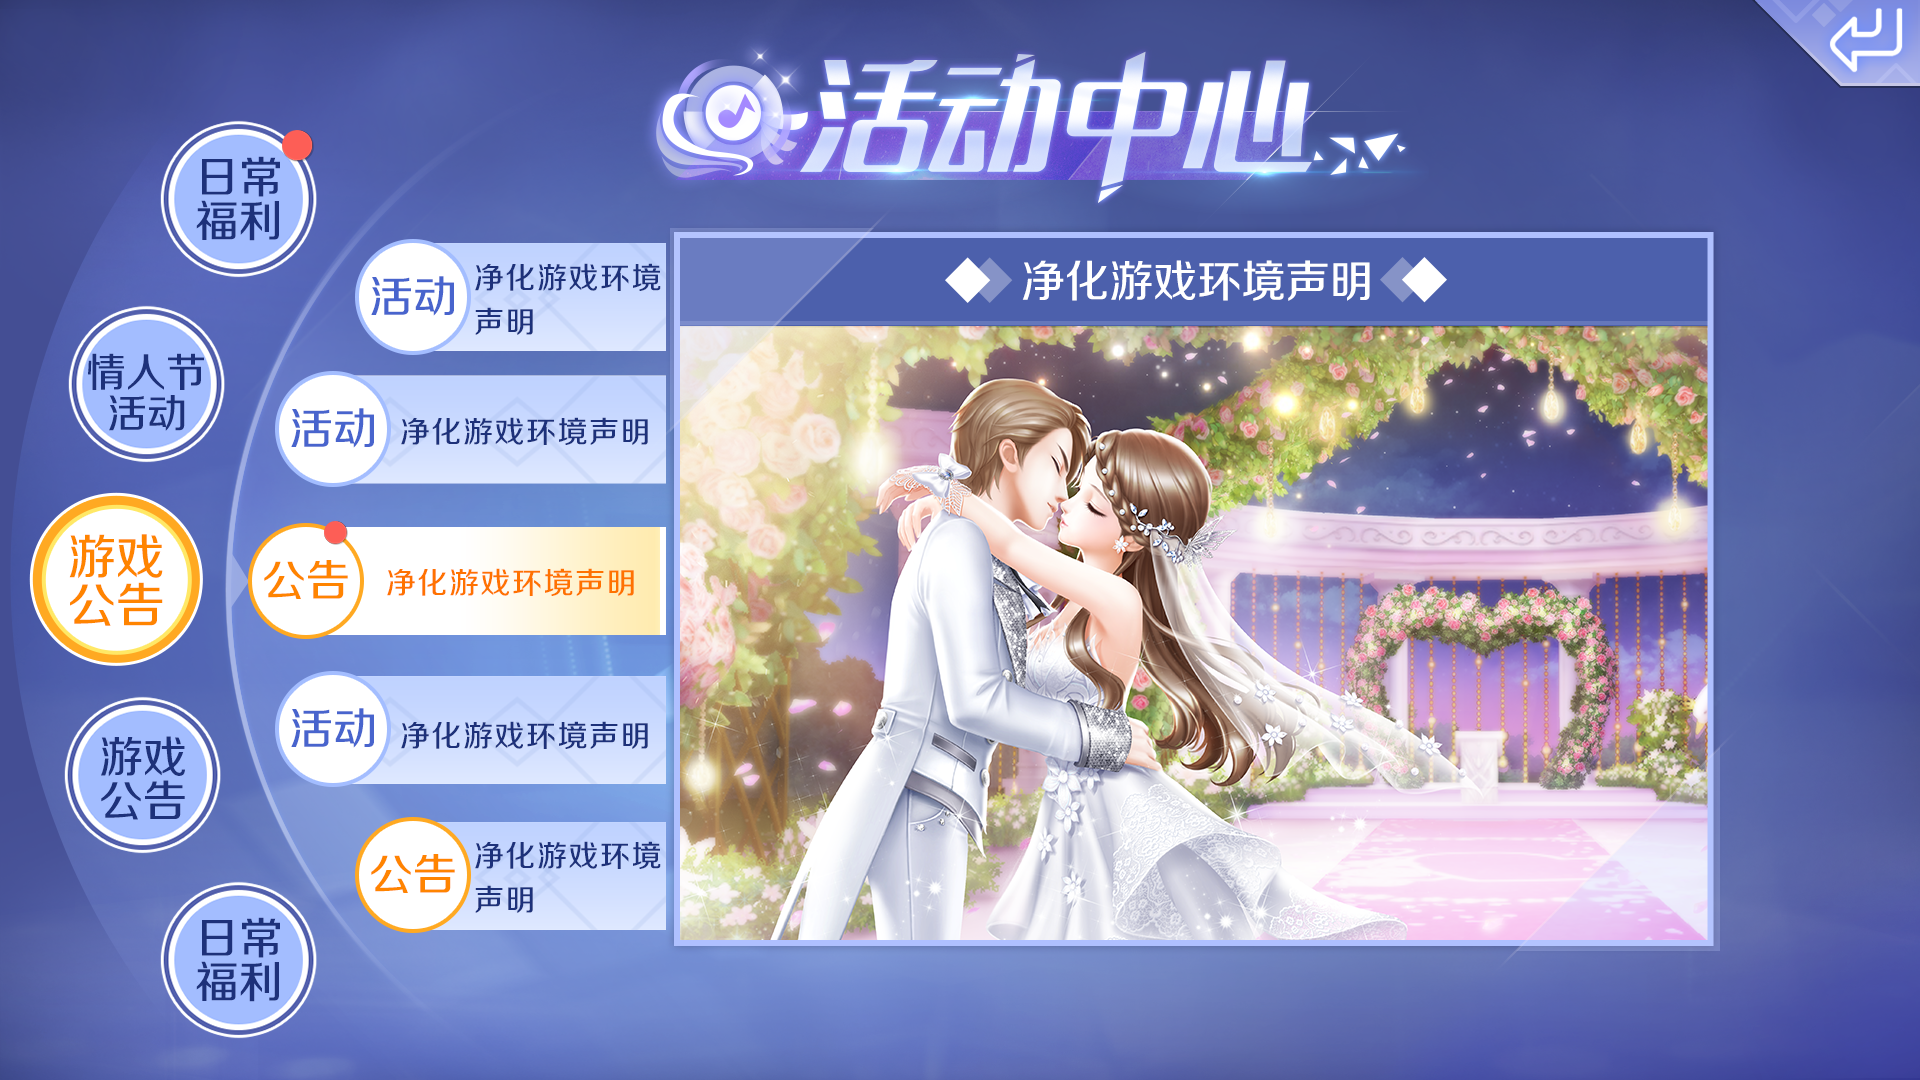 活动中心
日常
福利
情人节
活动
游戏
公告
游戏
公告
日常
福利
活动
净化游戏环境
声明
活动
净化游戏环境声明
公告
净化游戏环境声明
活动
净化游戏环境声明
公告
净化游戏环境
声明
净化游戏环境声明